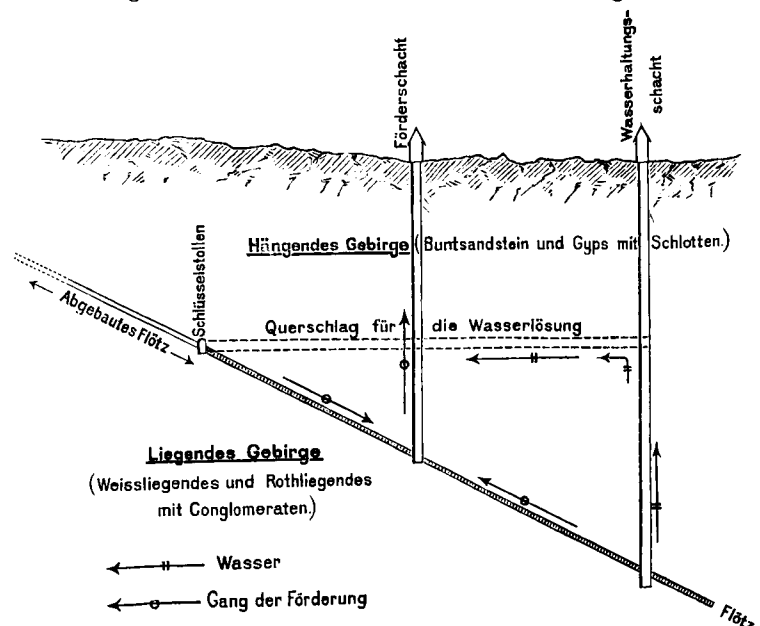 Förderschacht
Wasserhaltungs-
schacht
Hängendes Gebirge (Buntsandstein und Gyps mit Schlotten.)
Schlüsselstollen
Abgebautes Flötz
Querschlag für die Wasserlösung
Liegendes Gebirge
(Weissliegendes und Rothliegendes
mit Conglomeraten.)
Wasser
Gang der Förderung
Flötz